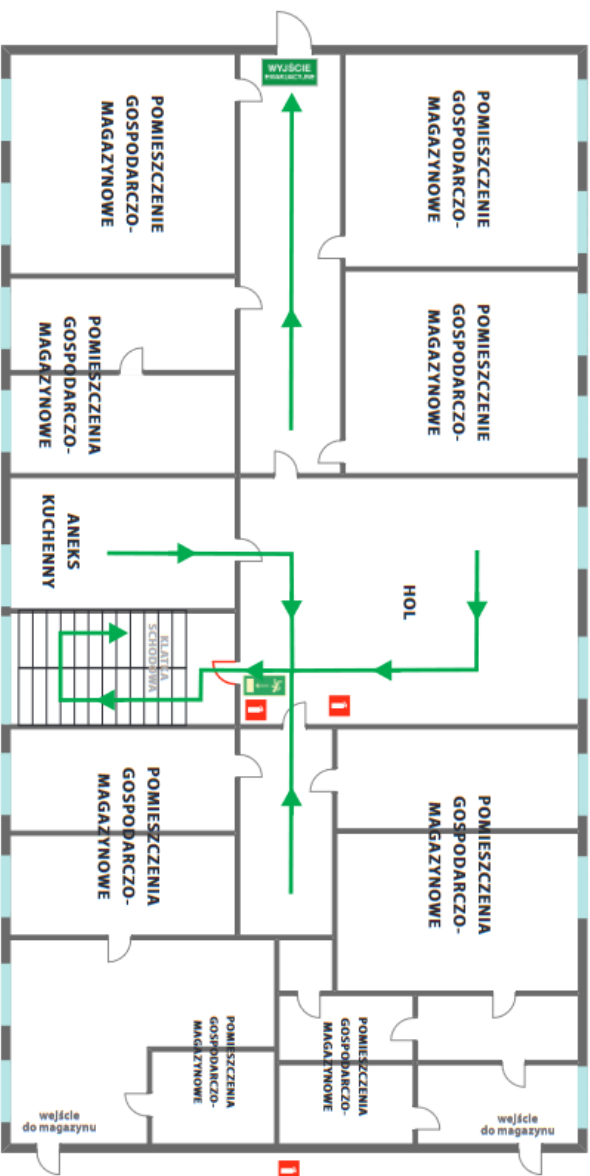 WYJŚCIE
EWAKUACYJNE
POMIESZCZENIE
GOSPODARCZO-
MAGAZYNOWE
POMIESZCZENIE
GOSPODARCZO-
MAGAZYNOWE
POMIESZCZENIA
GOSPODARCZO-
MAGAZYNOWE
POMIESZCZENIE
GOSPODARCZO-
MAGAZYNOWE
ANEKS
KUCHENNY
HOL
KLATKA
SCHODOWA
POMIESZCZENIA
GOSPODARCZO-
MAGAZYNOWE
POMIESZCZENIA
GOSPODARCZO-
MAGAZYNOWE
POMIESZCZENIA
GOSPODARCZO-
MAGAZYNOWE
POMIESZCZENIA
GOSPODARCZO-
MAGAZYNOWE
wejście
do magazynu
wejście
do magazynu